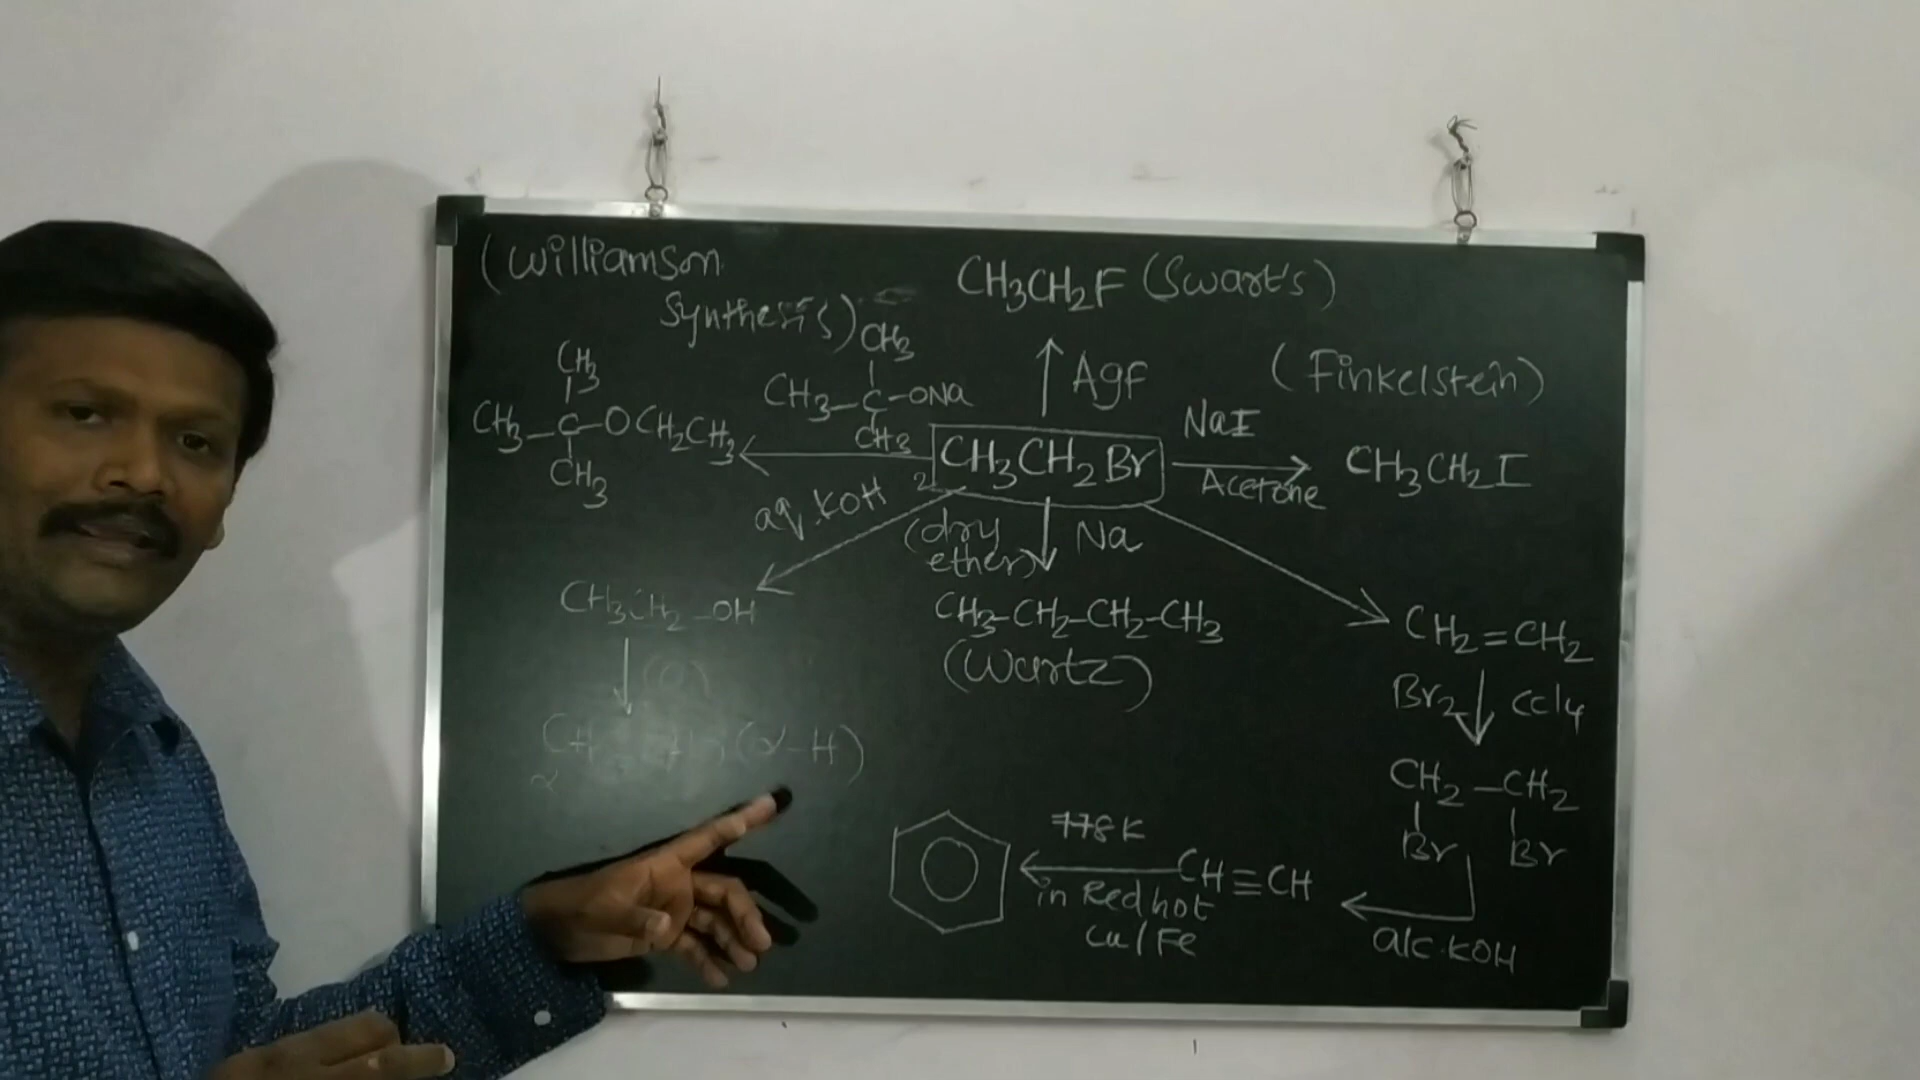 (Williamson
Synthesis)
CH3CH2F (Swart's)
AgF
(Finkelstein)
CH3
CH3-C-OCH2CH3
CH3
CH3
CH3-C-ONa
CH3
2 CH3CH2Br
NaI
Acetone
CH3CH2I
aq.KOH
(dry
ether)
Na
CH3CH2-OH
(O)
(α-H)
α
CH3-CH2-CH2-CH3
(Wurtz)
CH2=CH2
Br2 CCl4
CH2-CH2
Br Br
alc.KOH
CH≡CH
778K
in Red hot
Cu/Fe